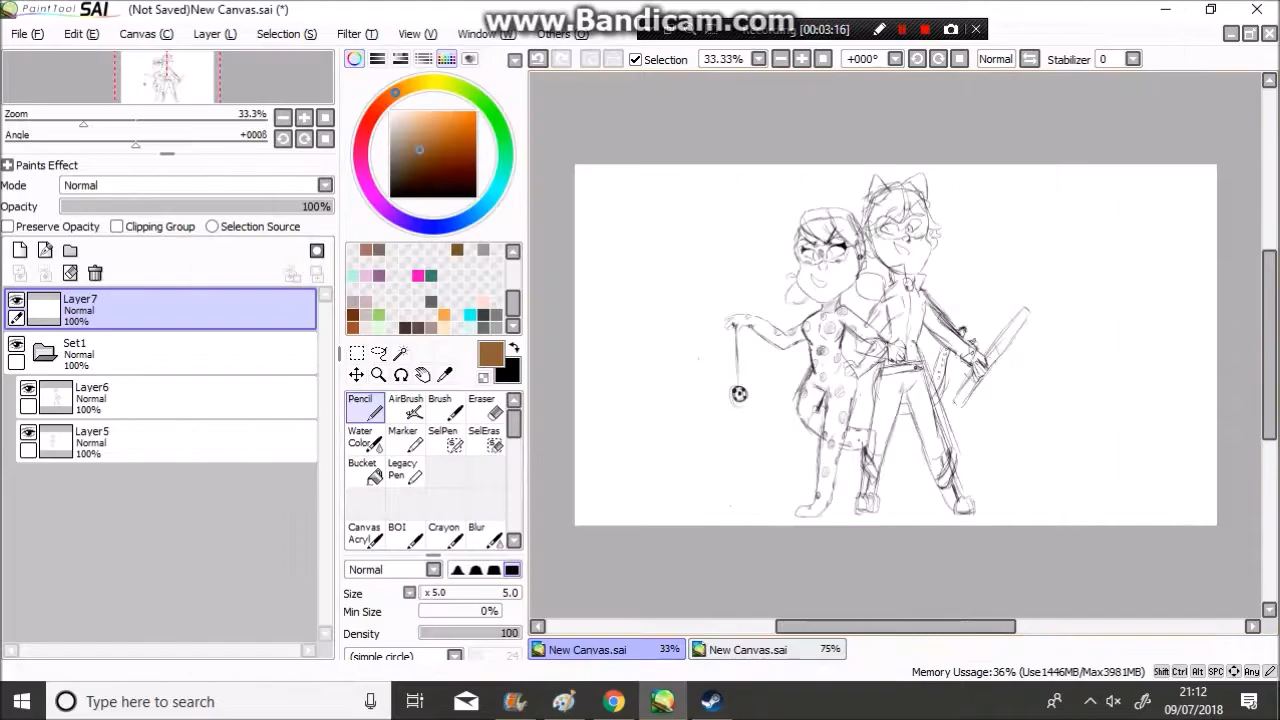 PaintTool SAI (Not Saved)New Canvas.sai (*)
www.Bandicam.com
Recording [00:03:16]
Edit (E) Canvas (C) Selection (S) Filter (T) View (V) Window (W) Others (O)
Selection 33.33% +000° Normal Stabilizer 0
Zoom 33.3%
Angle +000ß
Paints Effect
Mode Normal
Opacity 100%
Preserve Opacity Clipping Group Selection Source
Layer7
Normal
100%
Set1
Normal
100%
Layer6
Normal
100%
Layer5
Normal
100%
Pencil AirBrush Brush Eraser
Water Color Marker SelPen SelEras
Bucket Legacy Pen
Canvas Acryl BOI Crayon Blur
Normal
Size x 5.0 5.0
Min Size 0%
Density 100
(simple circle)
New Canvas.sai 33% New Canvas.sai 75%
Memory Ussage:36% (Use1446MB/Max3981MB) Shift Ctrl Alt SPC Any
Type here to search
21:12
09/07/2018